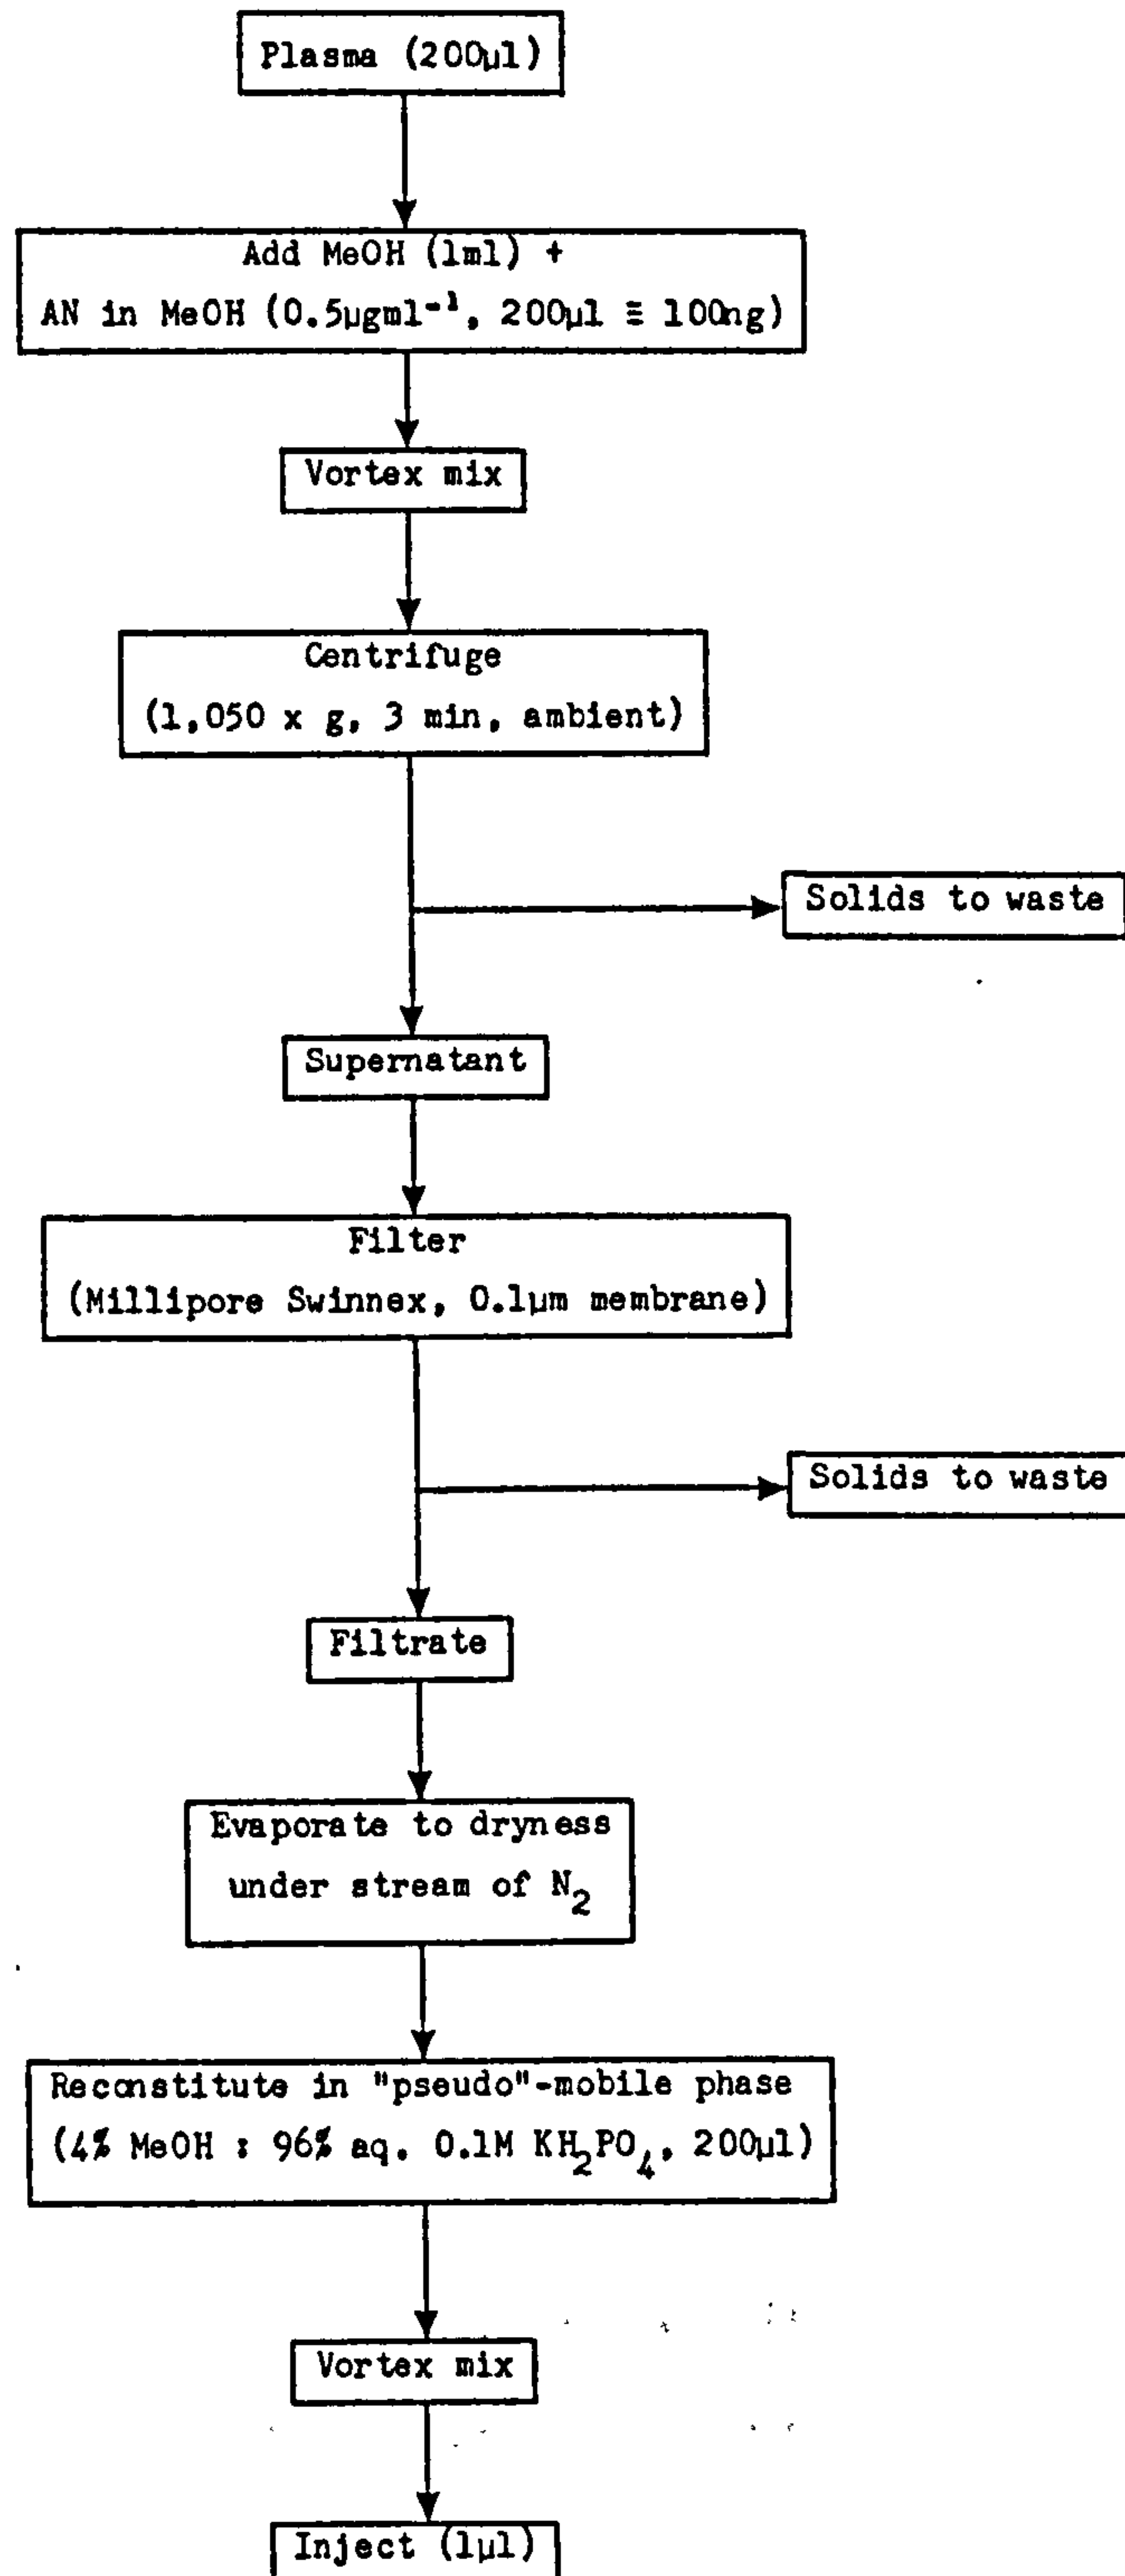 Plasma (200µl)
Add MeOH (1ml) +
AN in MeOH (0.5µgml⁻¹, 200µl ≡ 100ng)
Vortex mix
Centrifuge
(1,050 x g, 3 min, ambient)
Solids to waste
Supernatant
Filter
(Millipore Swinnex, 0.1µm membrane)
Solids to waste
Filtrate
Evaporate to dryness
under stream of N₂
Reconstitute in "pseudo"-mobile phase
(4% MeOH : 96% aq. 0.1M KH₂PO₄, 200µl)
Vortex mix
Inject (1µl)